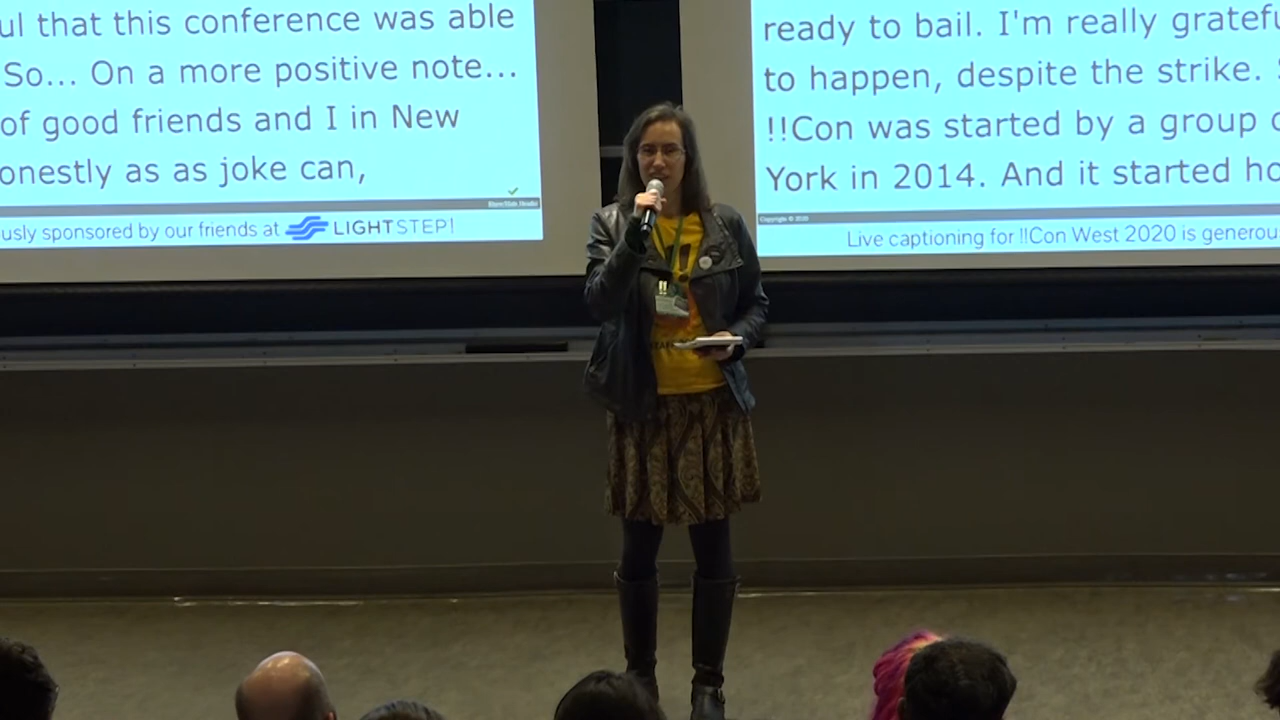 ul that this conference was able
So... On a more positive note...
of good friends and I in New
onestly as as joke can,
usly sponsored by our friends at LIGHTSTEP!
ready to bail. I'm really gratefu
to happen, despite the strike. S
!!Con was started by a group o
York in 2014. And it started ho
Copyright © 2020
Live captioning for !!Con West 2020 is generou
!!